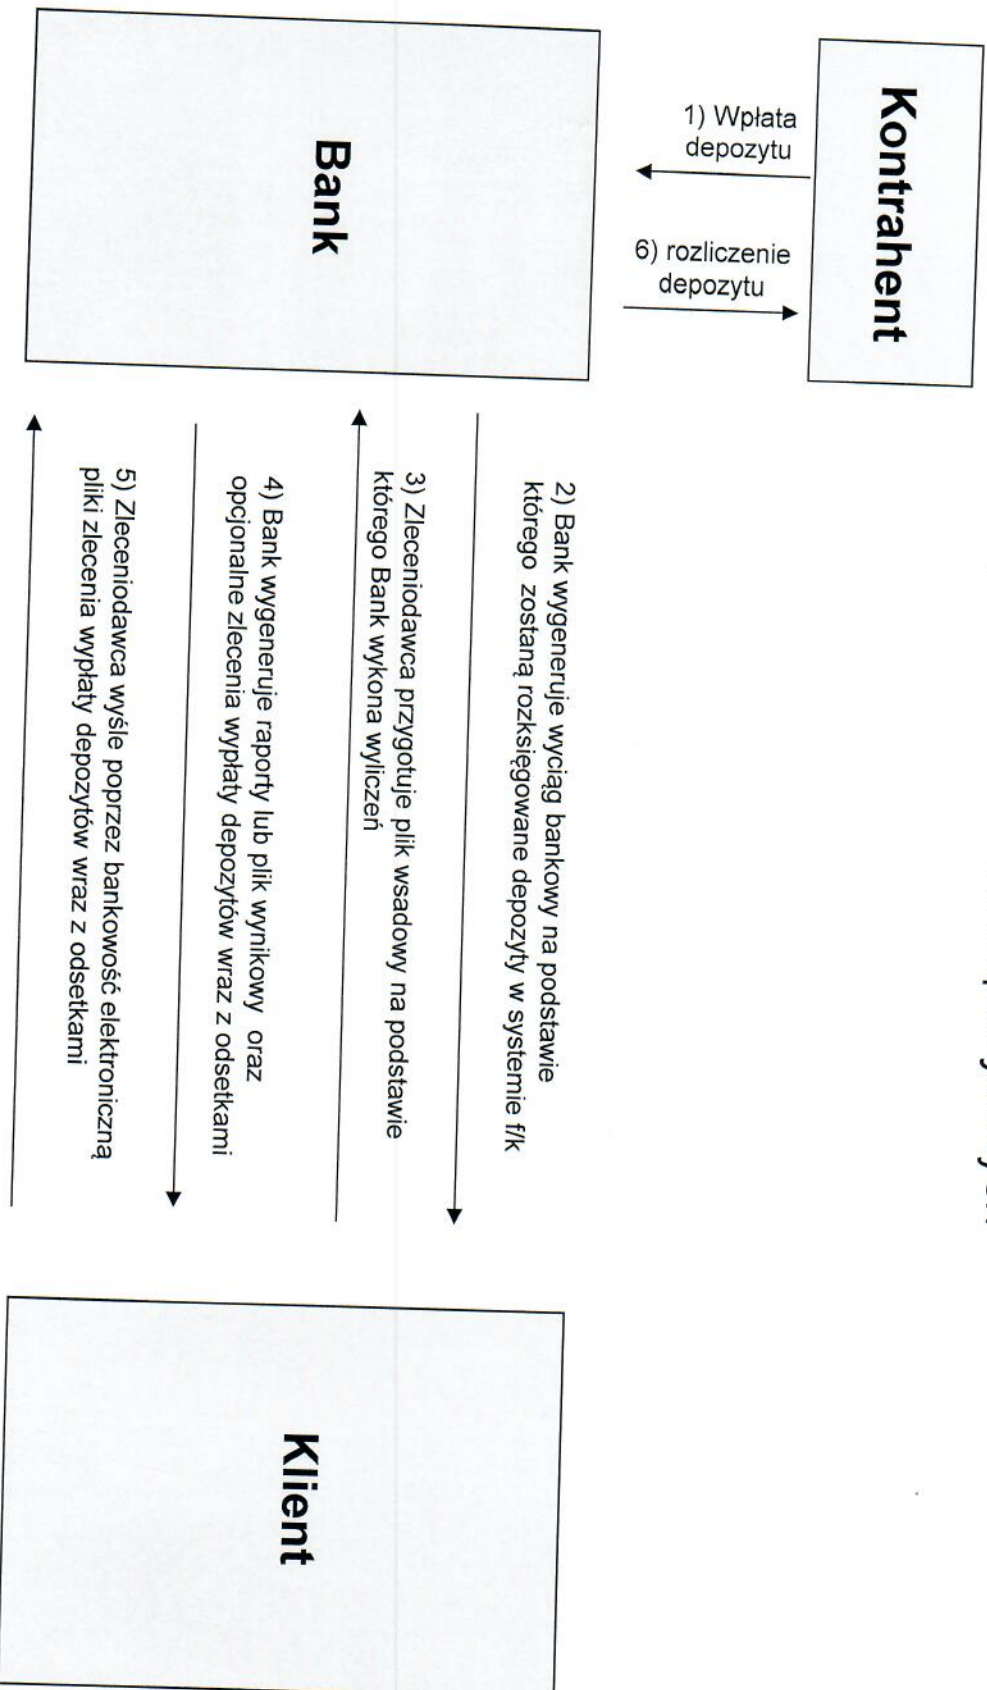 Kontrahent
1) Wpłata
depozytu
6) rozliczenie
depozytu
Bank
2) Bank wygeneruje wyciąg bankowy na podstawie
którego zostaną rozksięgowane depozyty w systemie f/k
3) Zleceniodawca przygotuje plik wsadowy na podstawie
którego Bank wykona wyliczeń
4) Bank wygeneruje raporty lub plik wynikowy oraz
opcjonalne zlecenia wypłaty depozytów wraz z odsetkami
5) Zleceniodawca wyśle poprzez bankowość elektroniczną
pliki zlecenia wypłaty depozytów wraz z odsetkami
Klient